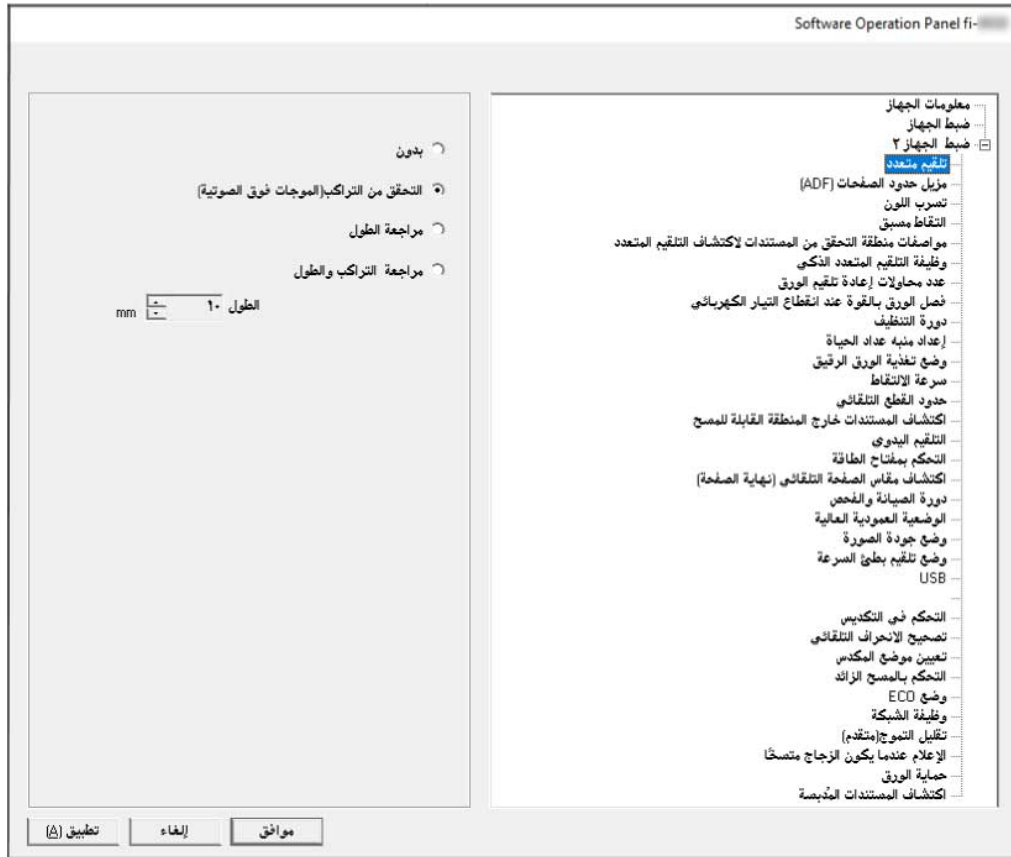 Software Operation Panel fi-
معلومات الجهاز
ضبط الجهاز
ضبط الجهاز ٢
تلقيم متعدد
مزيل حدود الصفحات (ADF)
تسرب اللون
التقاط مسبق
مواصفات منطقة التحقق من المستندات لاكتشاف التلقيم المتعدد
وظيفة التلقيم المتعدد الذكي
عدد محاولات إعادة تلقيم الورق
فصل الورق بالقوة عند انقطاع التيار الكهربائي
دورة التنظيف
إعداد منبه عداد الحياة
وضع تغذية الورق الرقيق
سرعة الالتقاط
حدود القطع التلقائي
اكتشاف المستندات خارج المنطقة القابلة للمسح
التلقيم اليدوي
التحكم بمفتاح الطاقة
اكتشاف مقاس الصفحة التلقائي (نهاية الصفحة)
دورة الصيانة والفحص
الوضعية العمودية العالية
وضع جودة الصورة
وضع تلقيم بطئ السرعة
USB
التحكم في التكديس
تصحيح الانحراف التلقائي
تعيين موضع المكدس
التحكم بالمسح الزائد
وضع ECO
وظيفة الشبكة
تقليل التموج(متقدم)
الإعلام عندما يكون الزجاج متسخًا
حماية الورق
اكتشاف المستندات المُدبسة
بدون
التحقق من التراكب(الموجات فوق الصوتية)
مراجعة الطول
مراجعة التراكب والطول
الطول ١٠ mm
موافق
إلغاء
تطبيق (A)